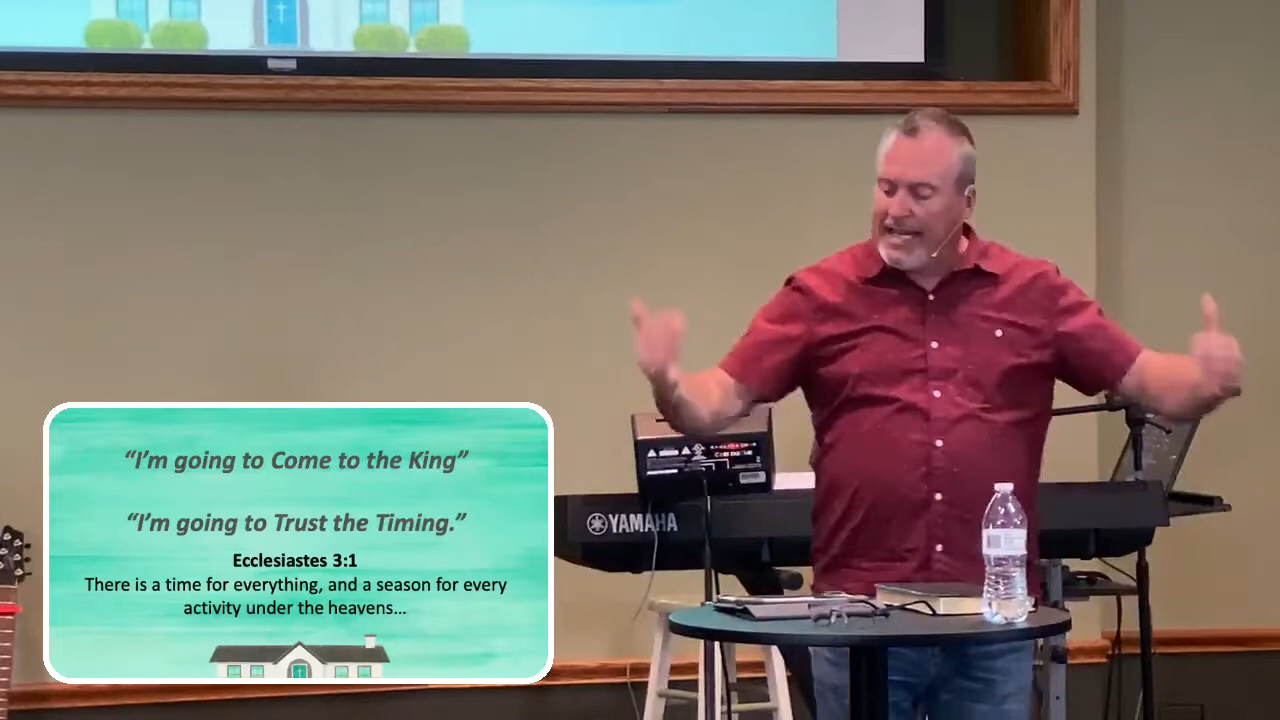 “I’m going to Come to the King”
“I’m going to Trust the Timing.”
Ecclesiastes 3:1
There is a time for everything, and a season for every
activity under the heavens…
YAMAHA